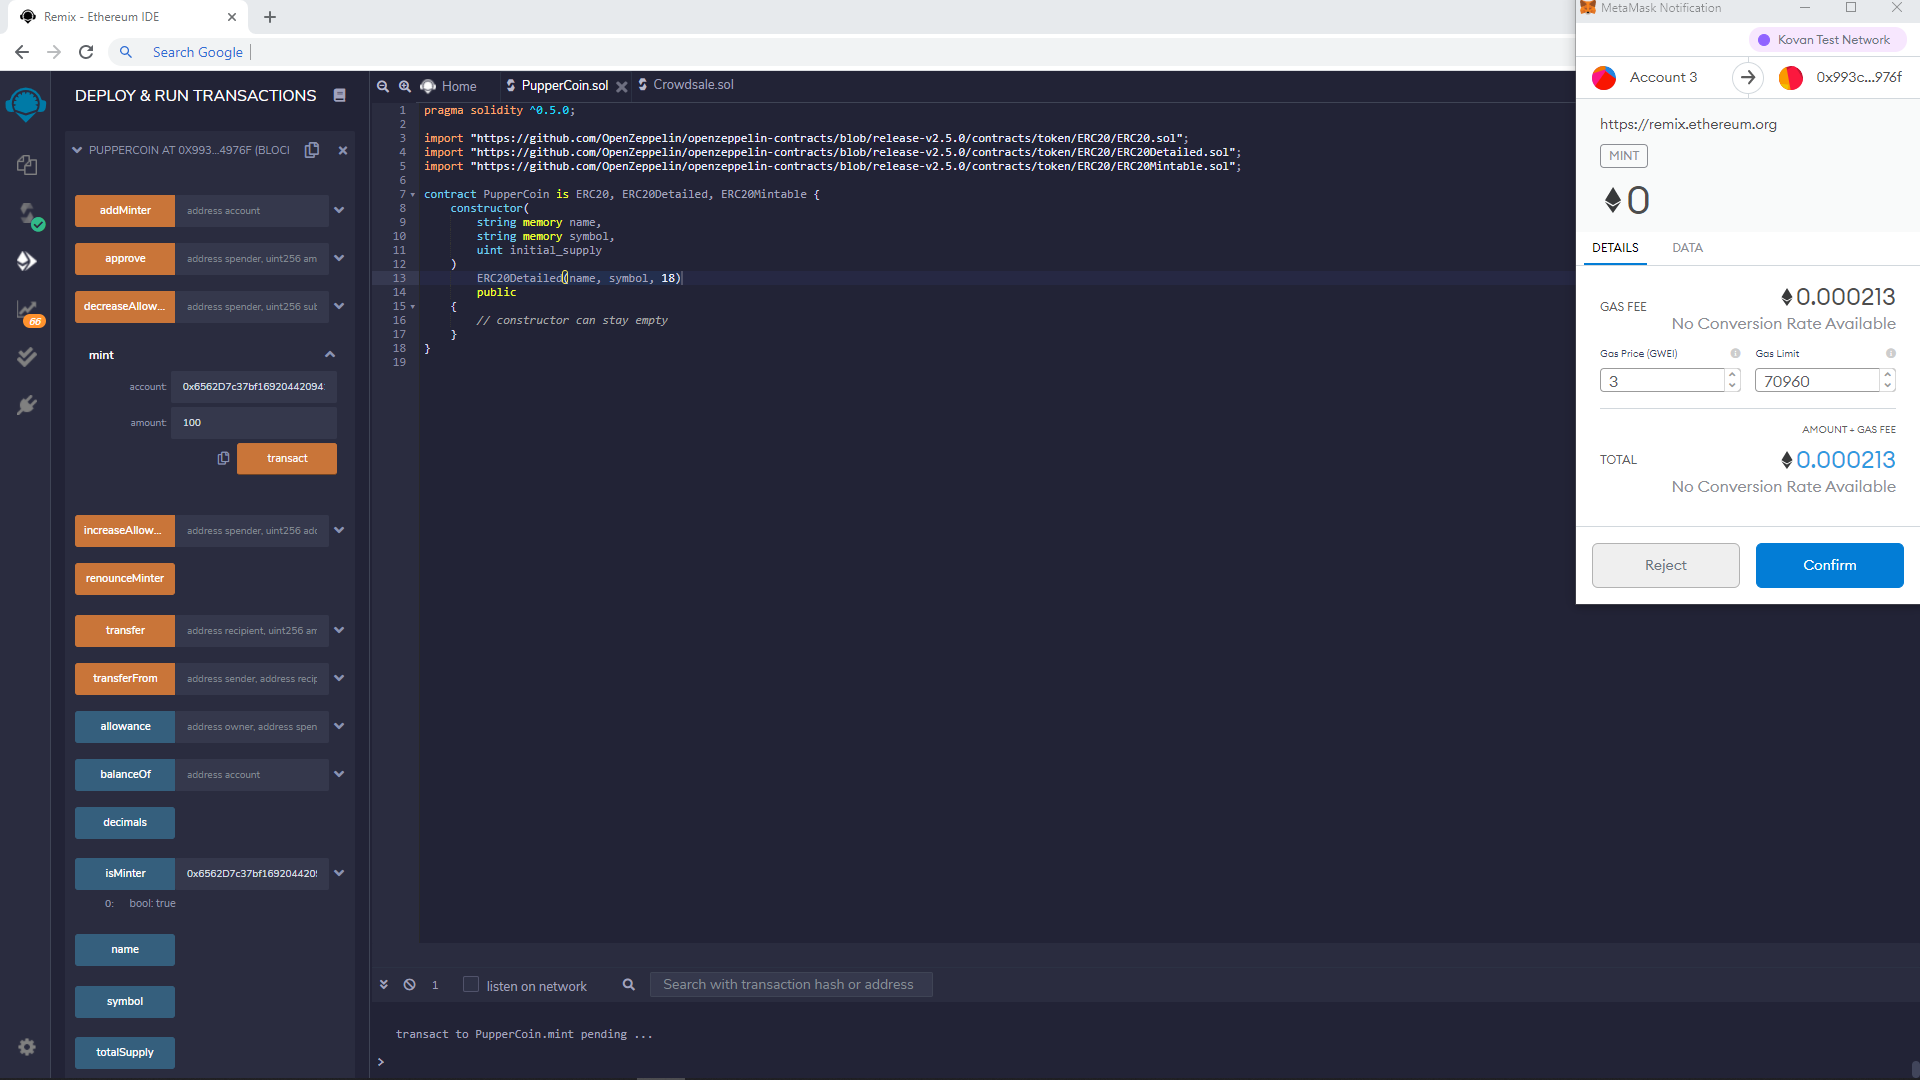 Remix - Ethereum IDE
Search Google
DEPLOY & RUN TRANSACTIONS
PUPPERCOIN AT 0X993...4976F (BLOCI
addMinter address account
approve address spender, uint256 am
decreaseAllow... address spender, uint256 sub
66
mint
account: 0x6562D7c37bf1692044209
amount: 100
transact
increaseAllow... address spender, uint256 add
renounceMinter
transfer address recipient, uint256 am
transferFrom address sender, address recip
allowance address owner, address spen
balanceOf address account
decimals
isMinter 0x6562D7c37bf169204420
0: bool: true
name
symbol
totalSupply
Home PupperCoin.sol Crowdsale.sol
1 pragma solidity ^0.5.0;
2
3 import "https://github.com/OpenZeppelin/openzeppelin-contracts/blob/release-v2.5.0/contracts/token/ERC20/ERC20.sol";
4 import "https://github.com/OpenZeppelin/openzeppelin-contracts/blob/release-v2.5.0/contracts/token/ERC20/ERC20Detailed.sol";
5 import "https://github.com/OpenZeppelin/openzeppelin-contracts/blob/release-v2.5.0/contracts/token/ERC20/ERC20Mintable.sol";
6
7 contract PupperCoin is ERC20, ERC20Detailed, ERC20Mintable {
8 constructor(
9 string memory name,
10 string memory symbol,
11 uint initial_supply
12 )
13 ERC20Detailed(name, symbol, 18)
14 public
15 {
16 // constructor can stay empty
17 }
18 }
19
1 listen on network Search with transaction hash or address
transact to PupperCoin.mint pending ...
>
MetaMask Notification
Kovan Test Network
Account 3 0x993c...976f
https://remix.ethereum.org
MINT
0
DETAILS DATA
GAS FEE 0.000213
No Conversion Rate Available
Gas Price (GWEI) Gas Limit
3 70960
AMOUNT + GAS FEE
TOTAL 0.000213
No Conversion Rate Available
Reject Confirm